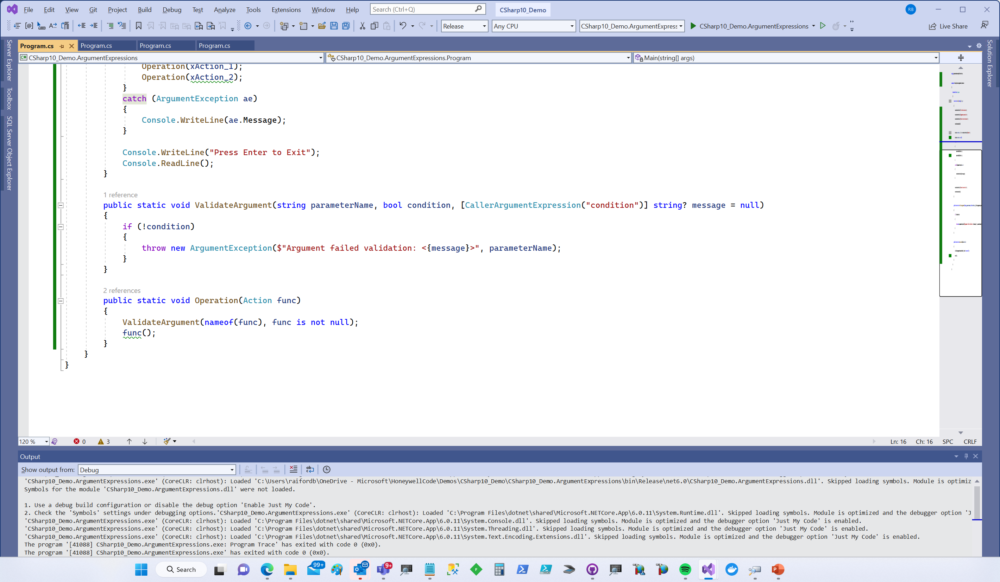 File Edit View Git Project Build Debug Test Analyze Tools Extensions Window Help Search (Ctrl+Q) CSharp10_Demo RB
Release Any CPU CSharp10_Demo.ArgumentExpress CSharp10_Demo.ArgumentExpressions Live Share
Server Explorer
Toolbox
SQL Server Object Explorer
Solution Explorer
Program.cs Program.cs Program.cs Program.cs
CSharp10_Demo.ArgumentExpressions CSharp10_Demo.ArgumentExpressions.Program Main(string[] args)
Operation(xAction_1);
Operation(xAction_2);
}
catch (ArgumentException ae)
{
Console.WriteLine(ae.Message);
}
Console.WriteLine("Press Enter to Exit");
Console.ReadLine();
}
1 reference
public static void ValidateArgument(string parameterName, bool condition, [CallerArgumentExpression("condition")] string? message = null)
{
if (!condition)
{
throw new ArgumentException($"Argument failed validation: <{message}>", parameterName);
}
}
2 references
public static void Operation(Action func)
{
ValidateArgument(nameof(func), func is not null);
func();
}
}
}
120 % 0 3 Ln: 16 Ch: 16 SPC CRLF
Output
Show output from: Debug
'CSharp10_Demo.ArgumentExpressions.exe' (CoreCLR: clrhost): Loaded 'C:\Users\raifordb\OneDrive - Microsoft\HoneywellCode\Demos\CSharp10_Demo\CSharp10_Demo.ArgumentExpressions\bin\Release\net6.0\CSharp10_Demo.ArgumentExpressions.dll'. Skipped loading symbols. Module is optimiz
Symbols for the module 'CSharp10_Demo.ArgumentExpressions.dll' were not loaded.
1. Use a debug build configuration or disable the debug option 'Enable Just My Code'.
2. Check the 'Symbols' settings under debugging options.'CSharp10_Demo.ArgumentExpressions.exe' (CoreCLR: clrhost): Loaded 'C:\Program Files\dotnet\shared\Microsoft.NETCore.App\6.0.11\System.Runtime.dll'. Skipped loading symbols. Module is optimized and the debugger option 'J
'CSharp10_Demo.ArgumentExpressions.exe' (CoreCLR: clrhost): Loaded 'C:\Program Files\dotnet\shared\Microsoft.NETCore.App\6.0.11\System.Console.dll'. Skipped loading symbols. Module is optimized and the debugger option 'Just My Code' is enabled.
'CSharp10_Demo.ArgumentExpressions.exe' (CoreCLR: clrhost): Loaded 'C:\Program Files\dotnet\shared\Microsoft.NETCore.App\6.0.11\System.Threading.dll'. Skipped loading symbols. Module is optimized and the debugger option 'Just My Code' is enabled.
'CSharp10_Demo.ArgumentExpressions.exe' (CoreCLR: clrhost): Loaded 'C:\Program Files\dotnet\shared\Microsoft.NETCore.App\6.0.11\System.Text.Encoding.Extensions.dll'. Skipped loading symbols. Module is optimized and the debugger option 'Just My Code' is enabled.
The program '[41088] CSharp10_Demo.ArgumentExpressions.exe: Program Trace' has exited with code 0 (0x0).
The program '[41088] CSharp10_Demo.ArgumentExpressions.exe' has exited with code 0 (0x0).
Search 99+ 9+